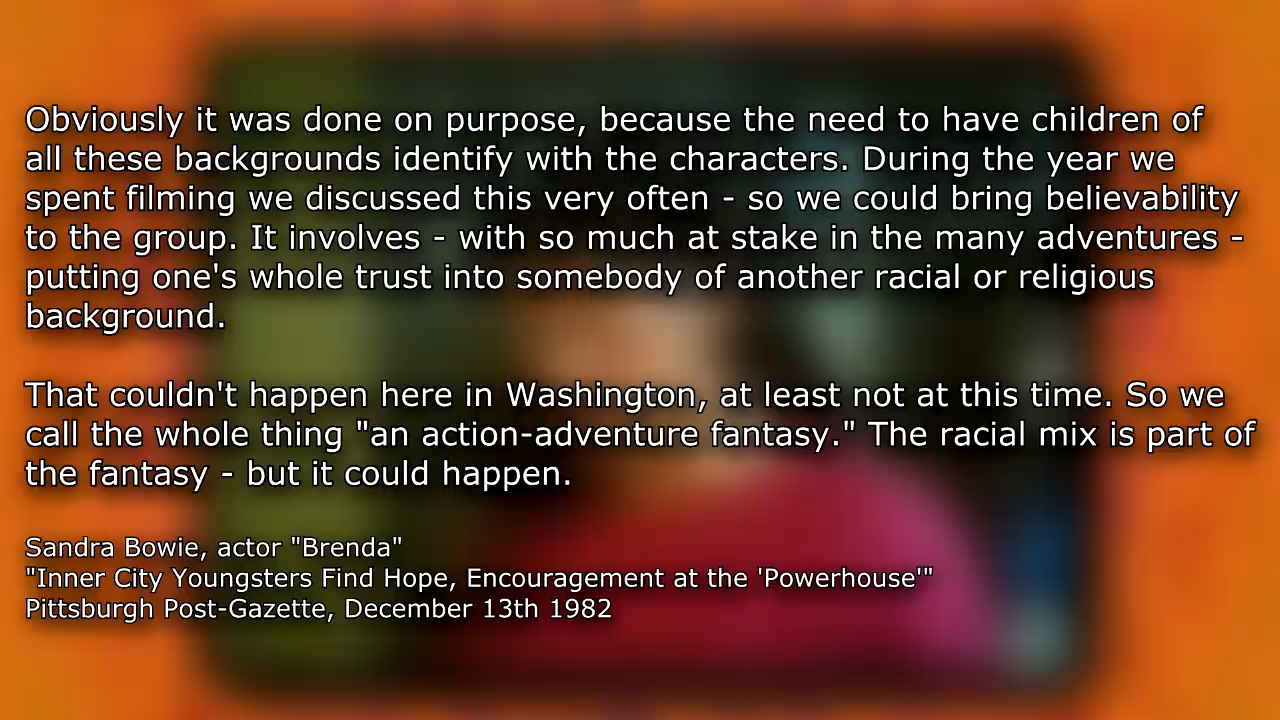 Obviously it was done on purpose, because the need to have children of
all these backgrounds identify with the characters. During the year we
spent filming we discussed this very often - so we could bring believability
to the group. It involves - with so much at stake in the many adventures -
putting one's whole trust into somebody of another racial or religious
background.
That couldn't happen here in Washington, at least not at this time. So we
call the whole thing "an action-adventure fantasy." The racial mix is part of
the fantasy - but it could happen.
Sandra Bowie, actor "Brenda"
"Inner City Youngsters Find Hope, Encouragement at the 'Powerhouse'"
Pittsburgh Post-Gazette, December 13th 1982